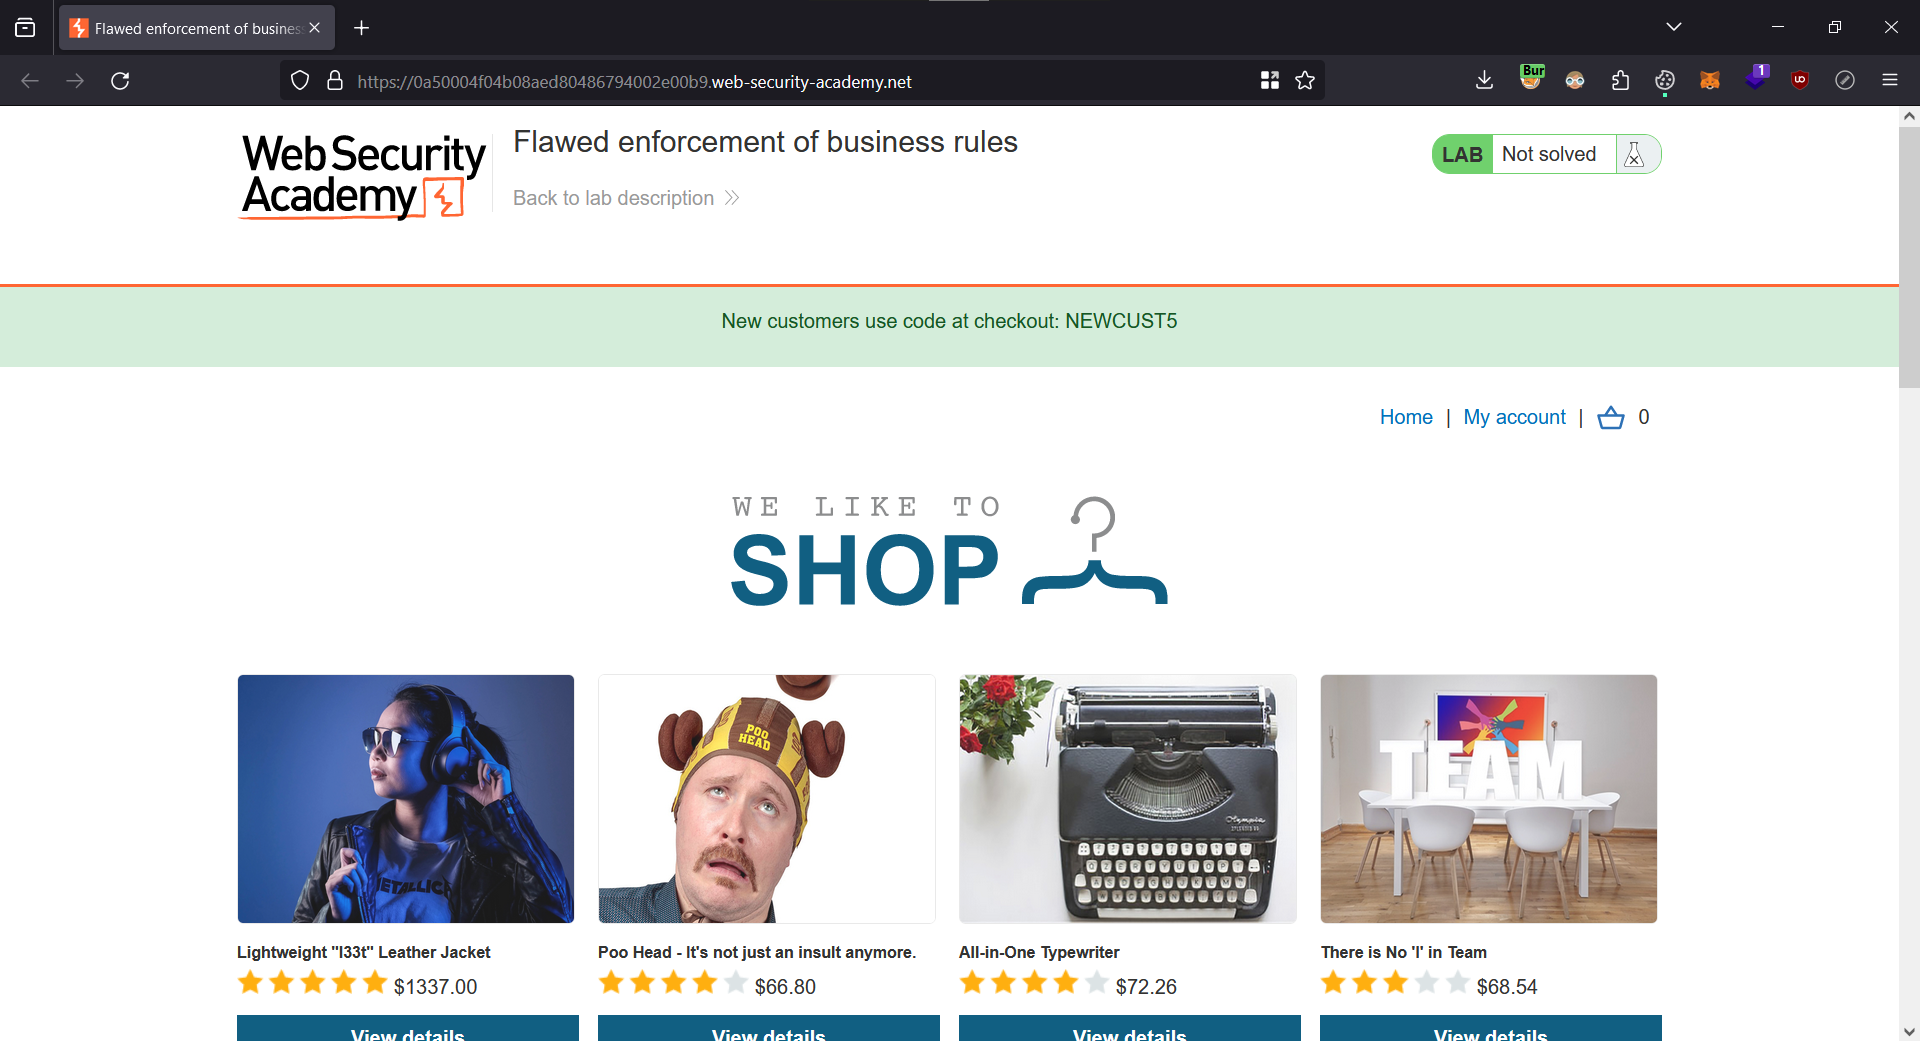 Flawed enforcement of busines
Bur
1
https://0a50004f04b08aed80486794002e00b9.web-security-academy.net
Web Security
Academy
Flawed enforcement of business rules
Back to lab description
LAB Not solved
New customers use code at checkout: NEWCUST5
Home | My account | 0
WE LIKE TO
SHOP
METALLICA
POO
HEAD
Olympia
TEAM
Lightweight "l33t" Leather Jacket
$1337.00
View details
Poo Head - It's not just an insult anymore.
$66.80
View details
All-in-One Typewriter
$72.26
View details
There is No 'I' in Team
$68.54
View details